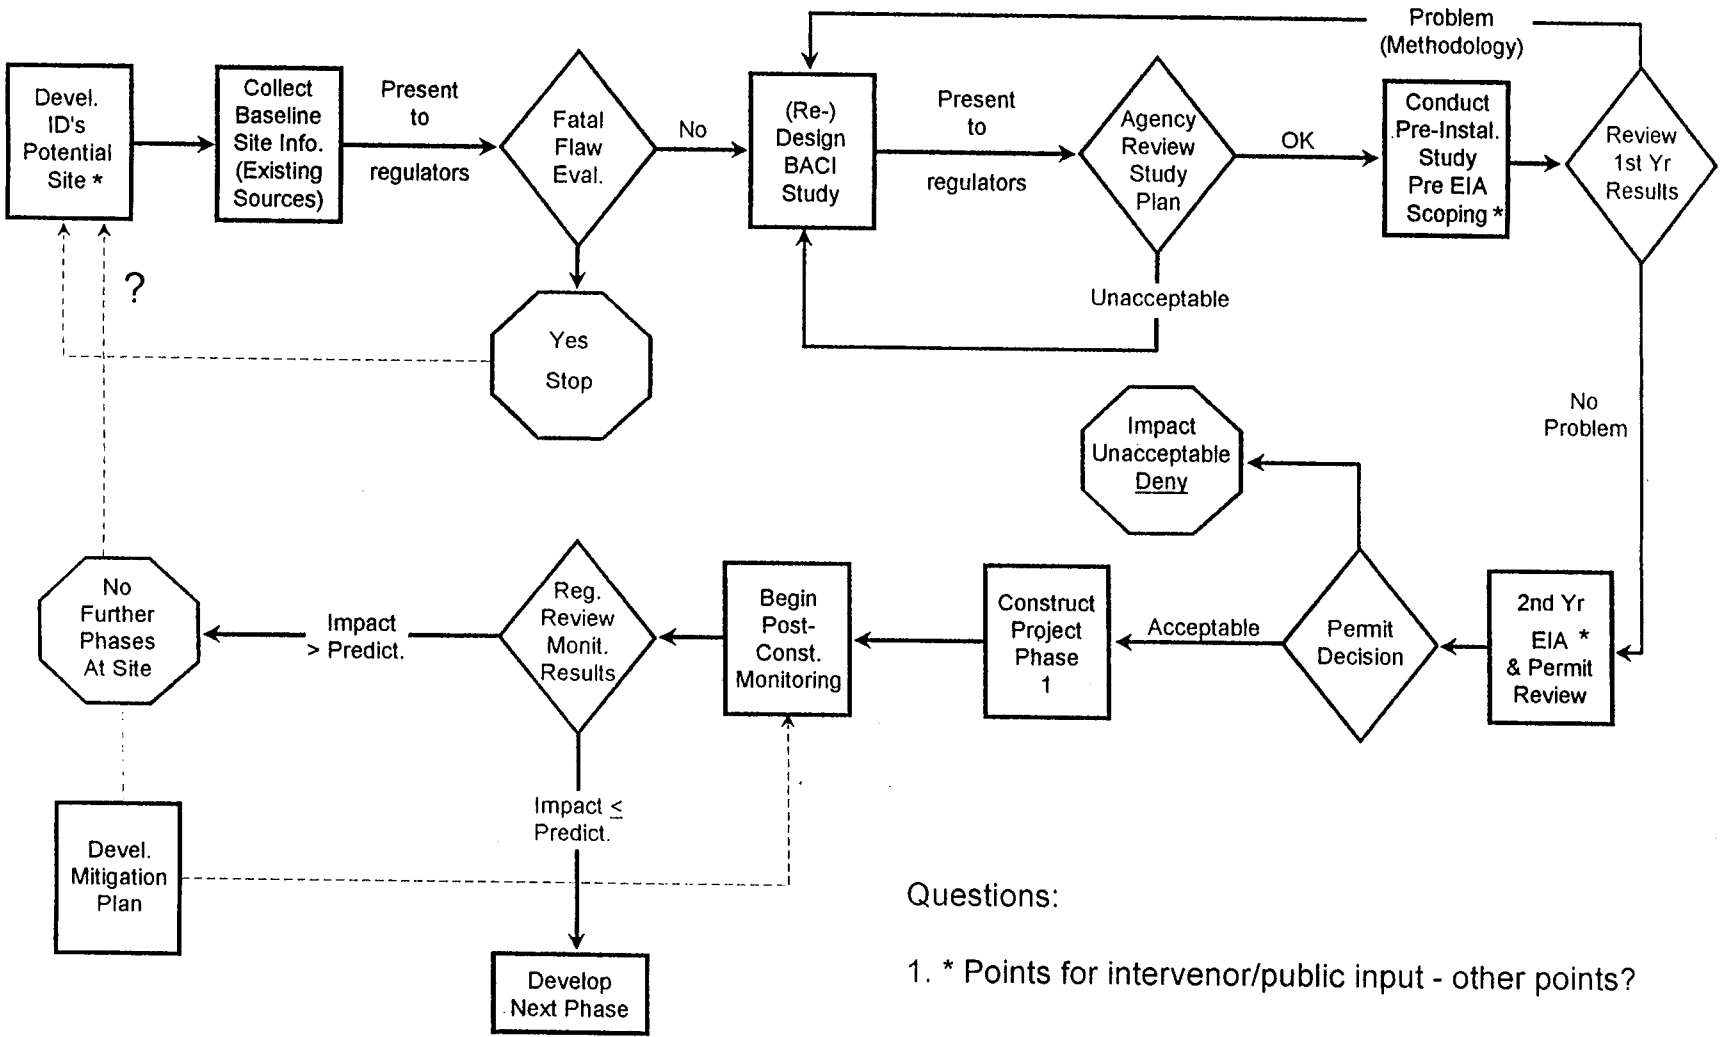 Problem
(Methodology)
Devel.
ID's
Potential
Site *
Collect
Baseline
Site Info.
(Existing
Sources)
Present
to
regulators
Fatal
Flaw
Eval.
No
(Re-)
Design
BACI
Study
Present
to
regulators
Agency
Review
Study
Plan
OK
Conduct
Pre-Instal.
Study
Pre EIA
Scoping *
Review
1st Yr
Results
?
Yes
Stop
Unacceptable
No
Problem
Impact
Unacceptable
Deny
No
Further
Phases
At Site
Impact
> Predict.
Reg.
Review
Monit.
Results
Begin
Post-
Const.
Monitoring
Construct
Project
Phase
1
Acceptable
Permit
Decision
2nd Yr
EIA *
& Permit
Review
Impact ≤
Predict.
Devel.
Mitigation
Plan
Develop
Next Phase
Questions:
1. * Points for intervenor/public input - other points?